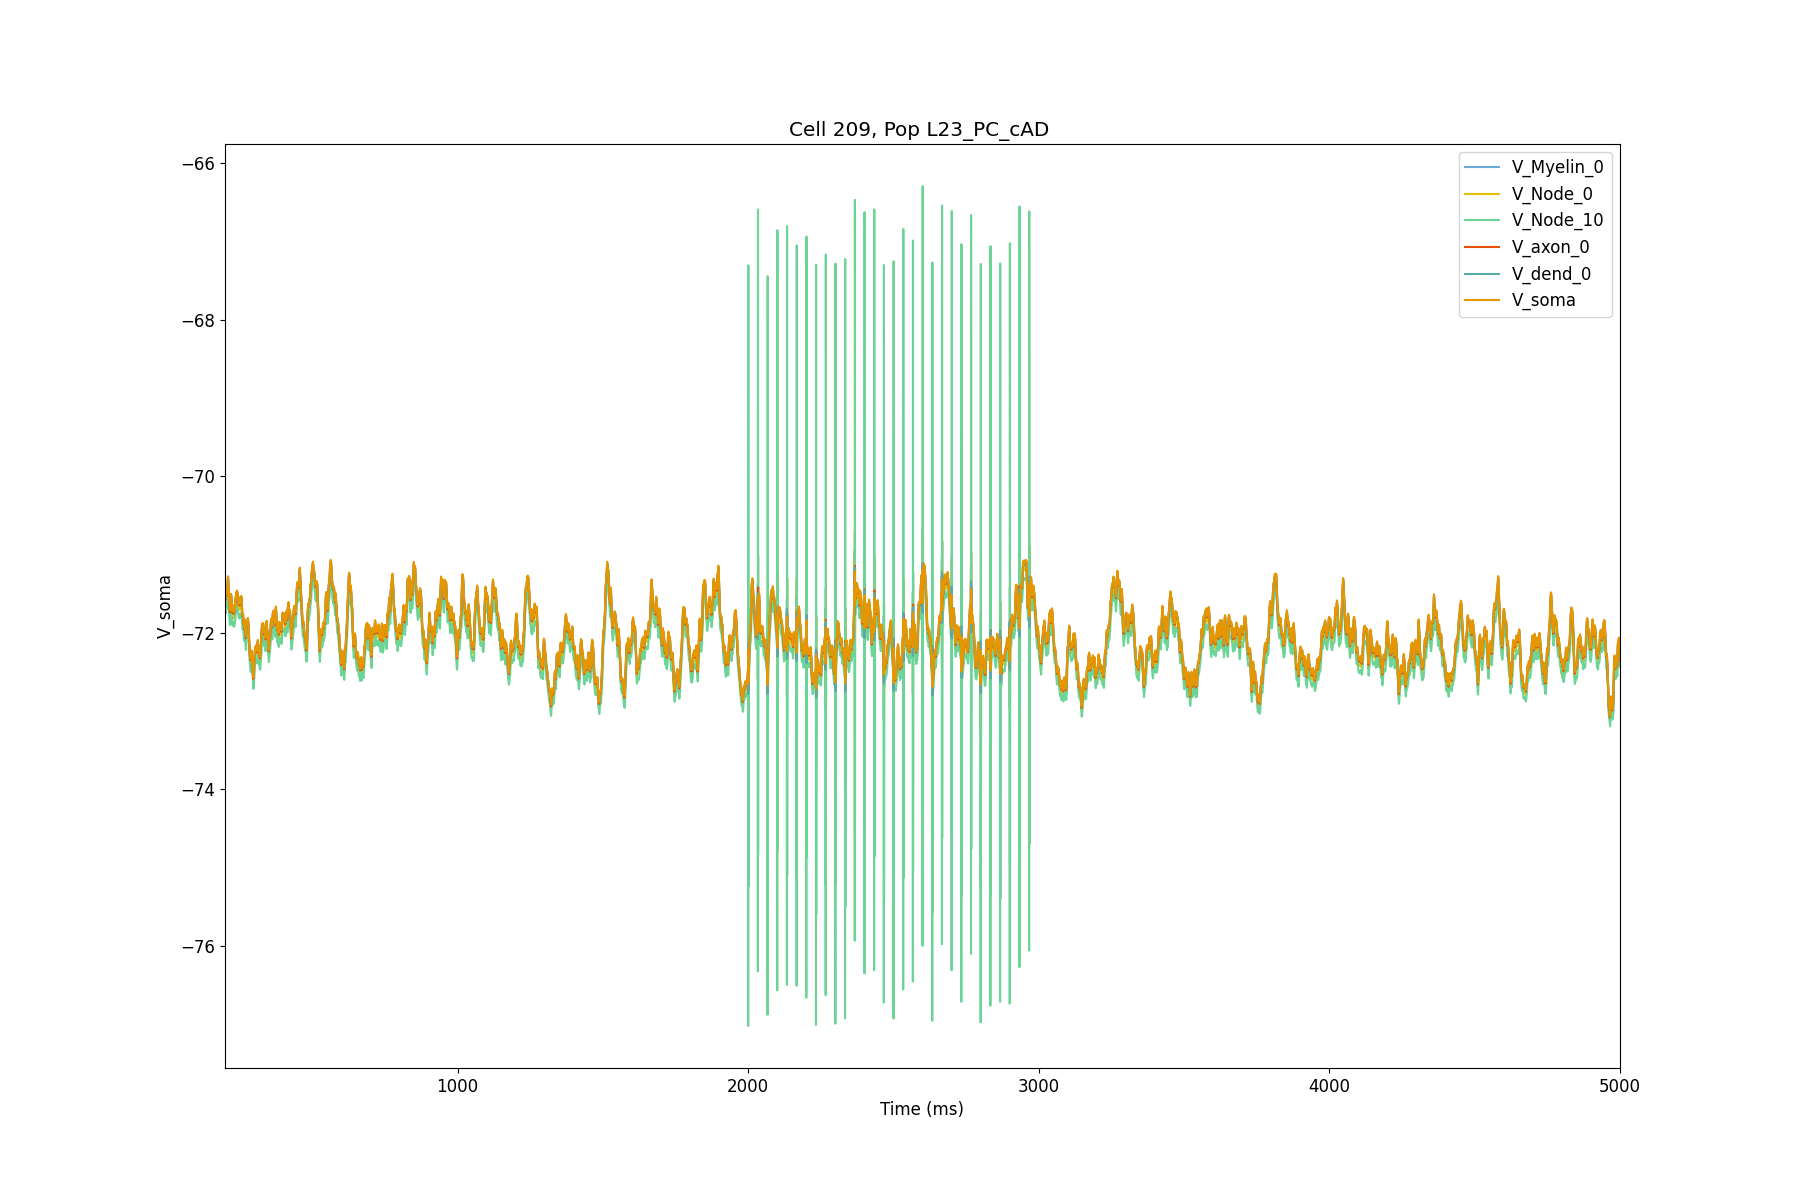 Cell 209, Pop L23_PC_cAD
−66
−68
−70
−72
−74
−76
V_soma
V_Myelin_0
V_Node_0
V_Node_10
V_axon_0
V_dend_0
V_soma
1000
2000
3000
4000
5000
Time (ms)